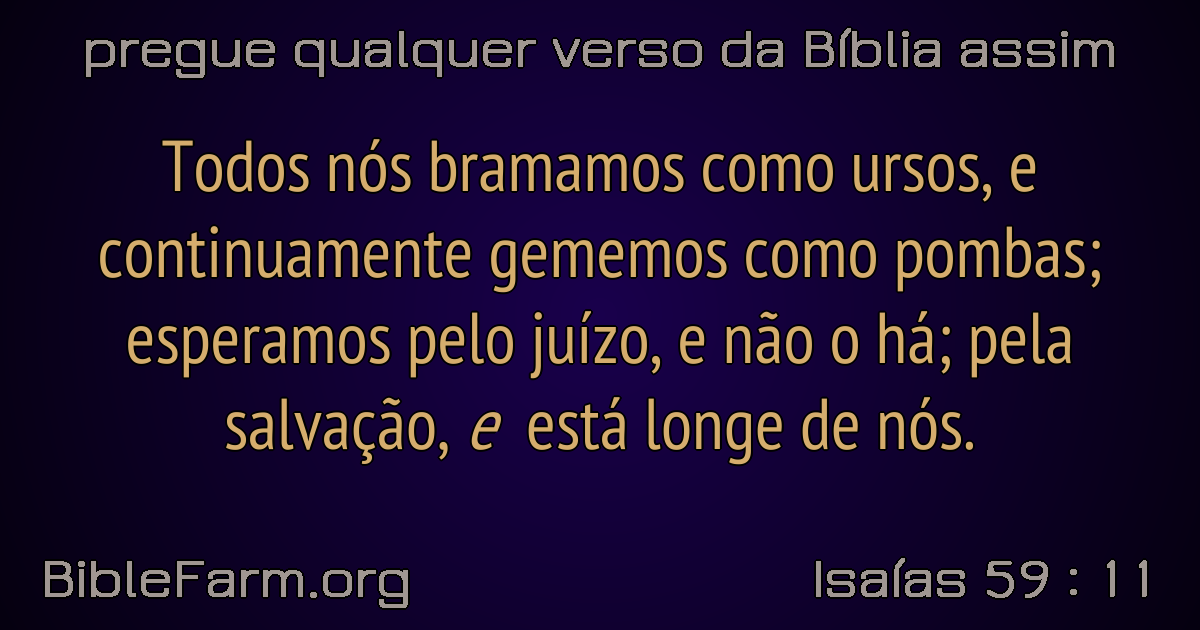 pregue qualquer verso da Bíblia assim
Todos nós bramamos como ursos, e
continuamente gememos como pombas;
esperamos pelo juízo, e não o há; pela
salvação, e está longe de nós.
BibleFarm.org
Isaías 59 : 11